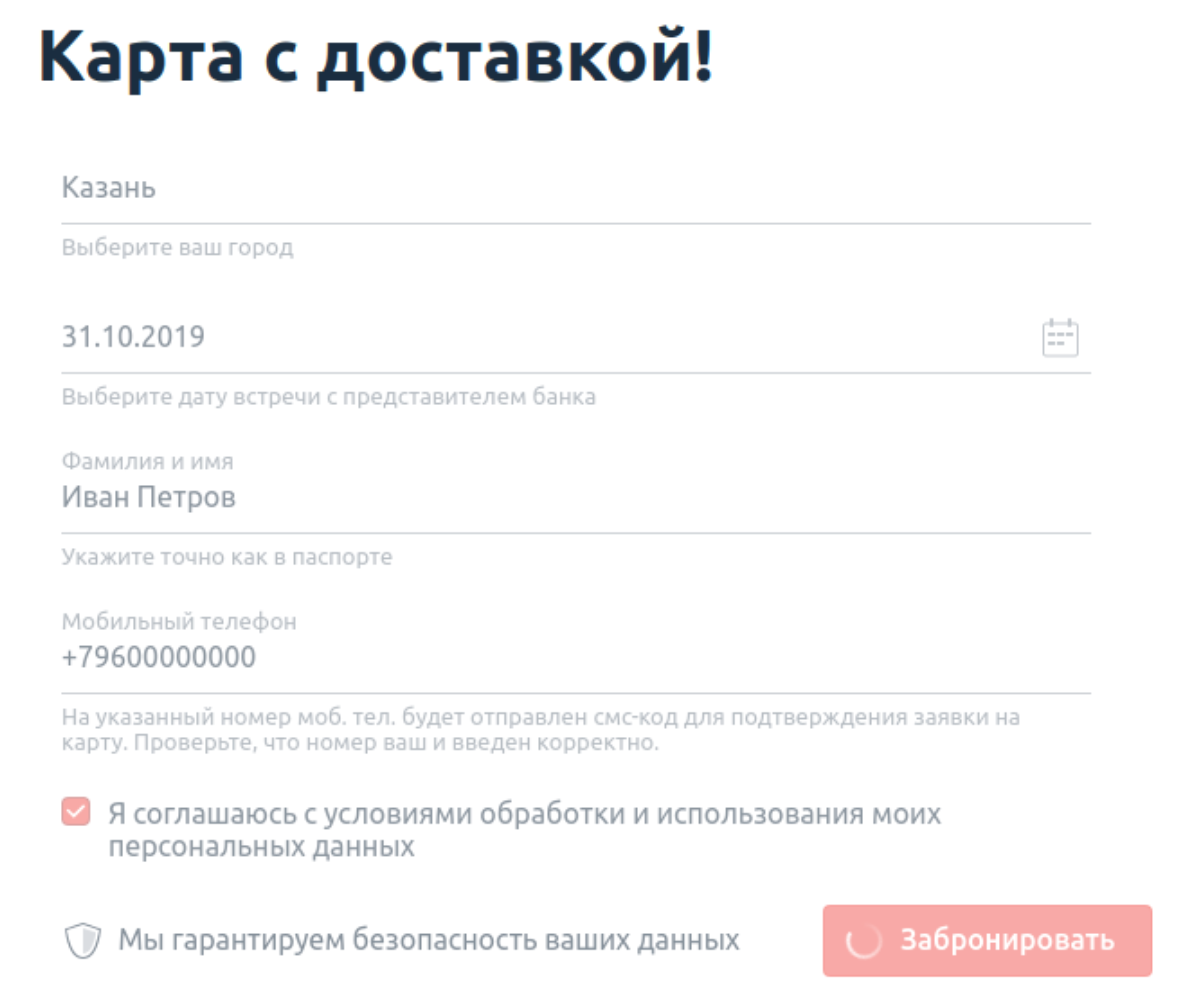 Карта с доставкой!
Казань
Выберите ваш город
31.10.2019
Выберите дату встречи с представителем банка
Фамилия и имя
Иван Петров
Укажите точно как в паспорте
Мобильный телефон
+79600000000
На указанный номер моб. тел. будет отправлен смс-код для подтверждения заявки на
карту. Проверьте, что номер ваш и введен корректно.
Я соглашаюсь с условиями обработки и использования моих
персональных данных
Мы гарантируем безопасность ваших данных
Забронировать